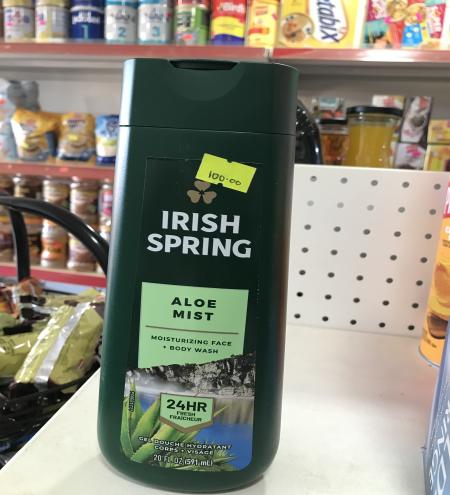 100.00
IRISH
SPRING
ALOE
MIST
MOISTURIZING FACE
+ BODY WASH
24HR
FRESH
FRAÎCHEUR
GEL DOUCHE HYDRATANT
CORPS + VISAGE
20 FL OZ (591 mL)